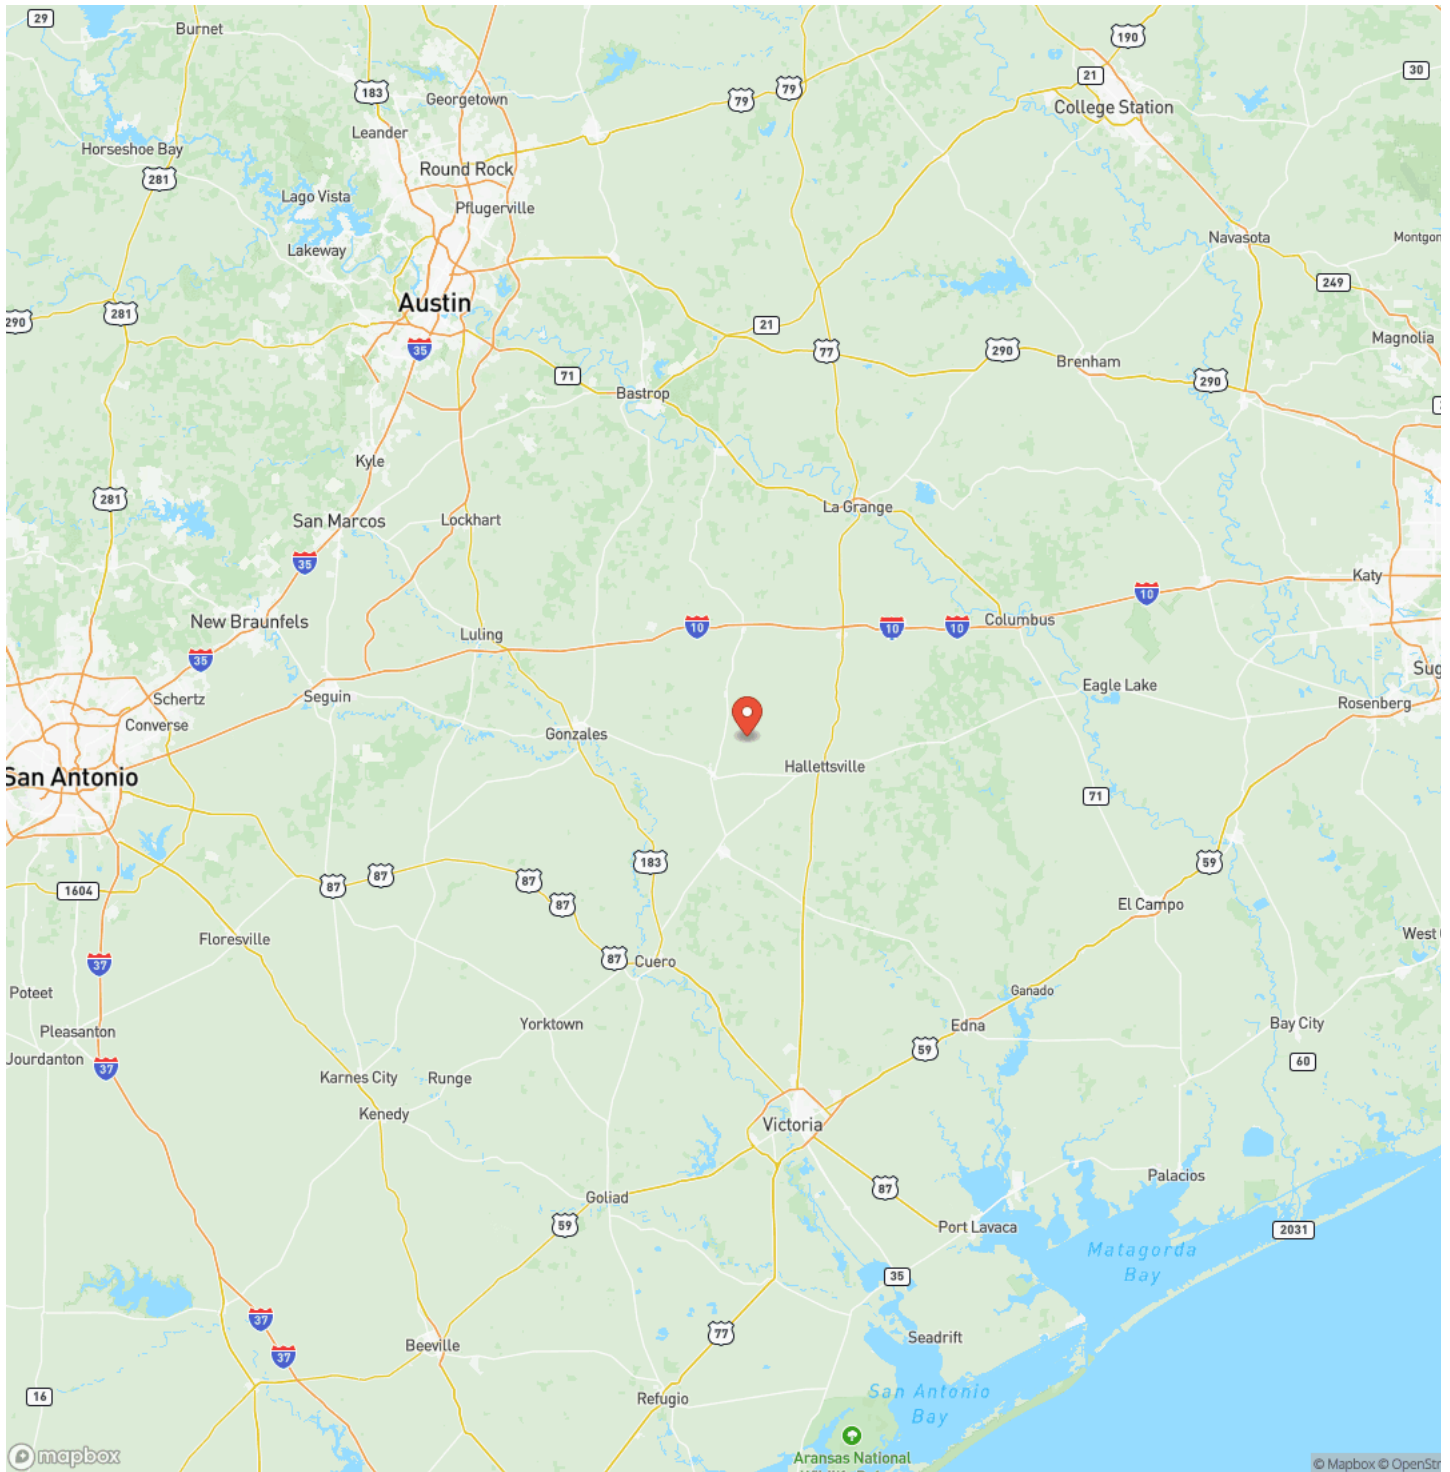 29
Burnet
190
183
Georgetown
79
79
21
30
College Station
Leander
Horseshoe Bay
281
Round Rock
Lago Vista
Pflugerville
Lakeway
Navasota
Montgor
249
290
281
Austin
21
35
77
290
Brenham
Magnolia
71
290
Bastrop
Kyle
281
San Marcos
Lockhart
La Grange
35
Katy
10
New Braunfels
Luling
10
10
10
Columbus
35
Sug
Schertz
Seguin
Eagle Lake
Rosenberg
Converse
Gonzales
San Antonio
Hallettsville
71
183
59
87
87
87
87
1604
El Campo
Floresville
West
87
Cuero
37
Poteet
Ganado
Yorktown
Edna
Bay City
Pleasanton
59
60
Jourdanton
37
Karnes City
Runge
Kenedy
Victoria
Palacios
87
Goliad
59
Port Lavaca
2031
Matagorda
Bay
35
37
77
Seadrift
Beeville
37
San Antonio
Bay
16
Refugio
Aransas National
mapbox
© Mapbox © OpenStr